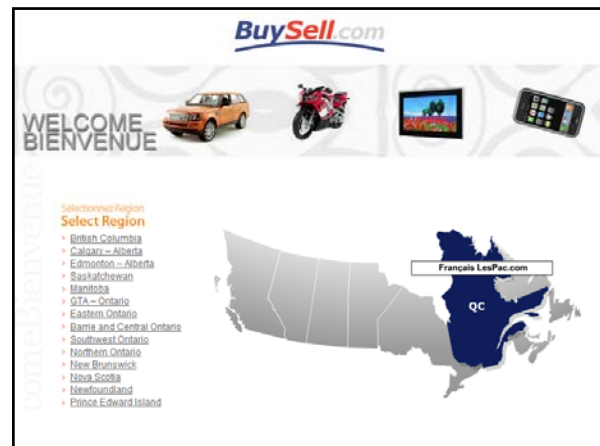 BuySell.com
WELCOME
BIENVENUE
Sélectionnez Région
Select Region
British Columbia
Calgary – Alberta
Edmonton – Alberta
Saskatchewan
Manitoba
GTA – Ontario
Eastern Ontario
Barrie and Central Ontario
Southwest Ontario
Northern Ontario
New Brunswick
Nova Scotia
Newfoundland
Prince Edward Island
Français LesPac.com
QC
comeBienvenue